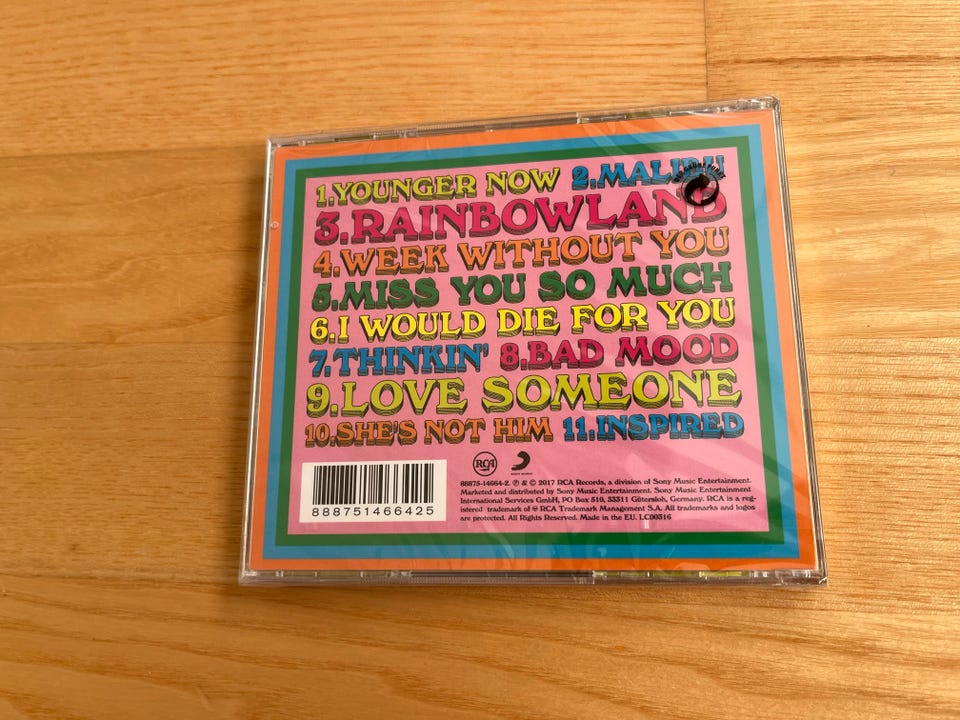 1.YOUNGER NOW 2.MALIBU
3.RAINBOWLAND
4.WEEK WITHOUT YOU
5.MISS YOU SO MUCH
6.I WOULD DIE FOR YOU
7.THINKIN' 8.BAD MOOD
9.LOVE SOMEONE
10.SHE'S NOT HIM 11.INSPIRED
RCA
888751466425
88875-14664-2. ℗ & © 2017 RCA Records, a division of Sony Music Entertainment.
Marketed and distributed by Sony Music Entertainment. Sony Music Entertainment
International Services GmbH, PO Box 510, 33311 Gütersloh, Germany. RCA is a reg-
istered trademark of ® RCA Trademark Management S.A. All trademarks and logos
are protected. All Rights Reserved. Made in the EU. LC00316